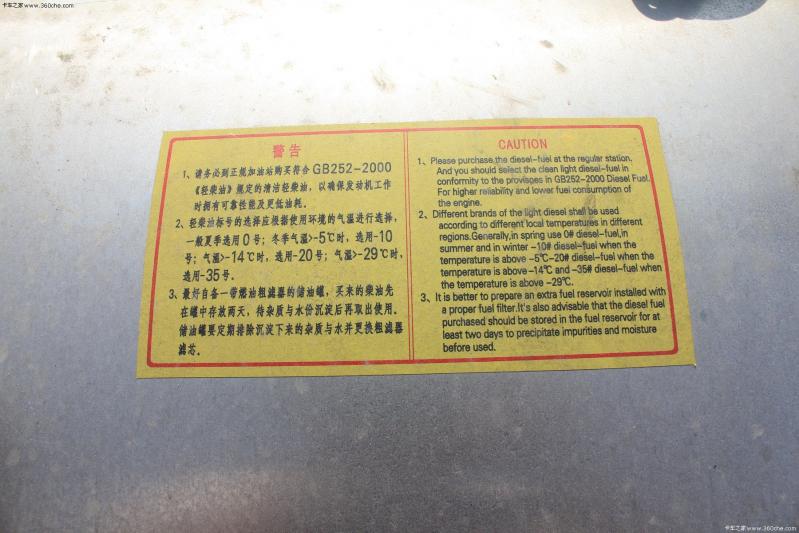 卡车之家 www.360che.com
警告
1、请务必到正规加油站购买符合GB252-2000
《轻柴油》规定的清洁轻柴油，以确保发动机工作
时拥有可靠性能及更低油耗。
2、轻柴油标号的选择应根据使用环境的气温进行选择，
一般夏季选用0号；冬季气温>-5℃时，选用-10
号；气温>-14℃时，选用-20号；气温>-29℃时，
选用-35号。
3、最好自备一带燃油粗滤器的储油罐，买来的柴油先
在罐中存放两天，待杂质与水份沉淀后再取出使用。
储油罐要定期排除沉淀下来的杂质与水并更换粗滤器
滤芯。
CAUTION
1、Please purchase,the diesel-fuel at the regular station.
And you should select the clean light diesel-fuel in
conformity to the provisoes in GB252-2000 Diesel Fuel.
For higher reliability and lower fuel consumption of
the engine.
2、Different brands of the light diesel shall be used
according to different local temperatures in different
regions.Generally,in spring use 0# diesel-fuel,in
summer and in winter -10# diesel-fuel when the
temperature is above -5℃-20# diesel-fuel when the
temperature is above -14℃ and -35# diesel-fuel when
the temperature is above -29℃.
3、It is better to prepare an extra fuel reservoir installed with
a proper fuel filter.It's also advisable that the diesel fuel
purchased should be stored in the fuel reservoir for at
least two days to precipitate impurities and moisture
before used.
卡车之家 www.360che.com